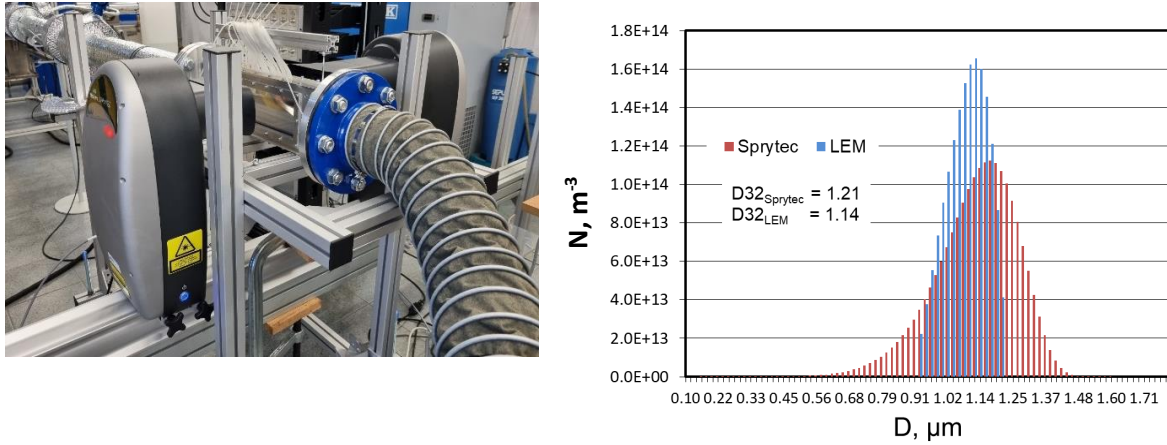 1.8E+14
1.6E+14
1.4E+14
1.2E+14
1.0E+14
8.0E+13
6.0E+13
4.0E+13
2.0E+13
0.0E+00
N, m-3
Sprytec LEM
D32Sprytec = 1.21
D32LEM = 1.14
0.10 0.22 0.33 0.45 0.56 0.68 0.79 0.91 1.02 1.14 1.25 1.37 1.48 1.60 1.71
D, µm